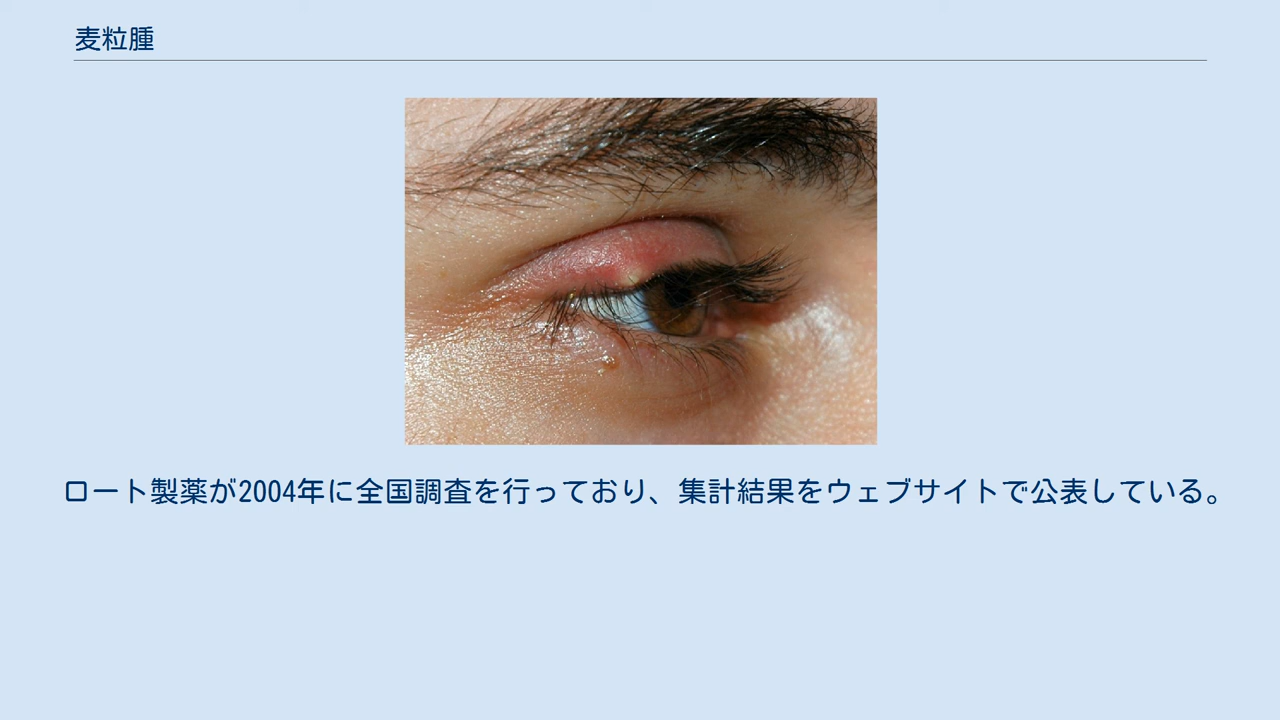 麦粒腫
ロート製薬が2004年に全国調査を行っており、集計結果をウェブサイトで公表している。